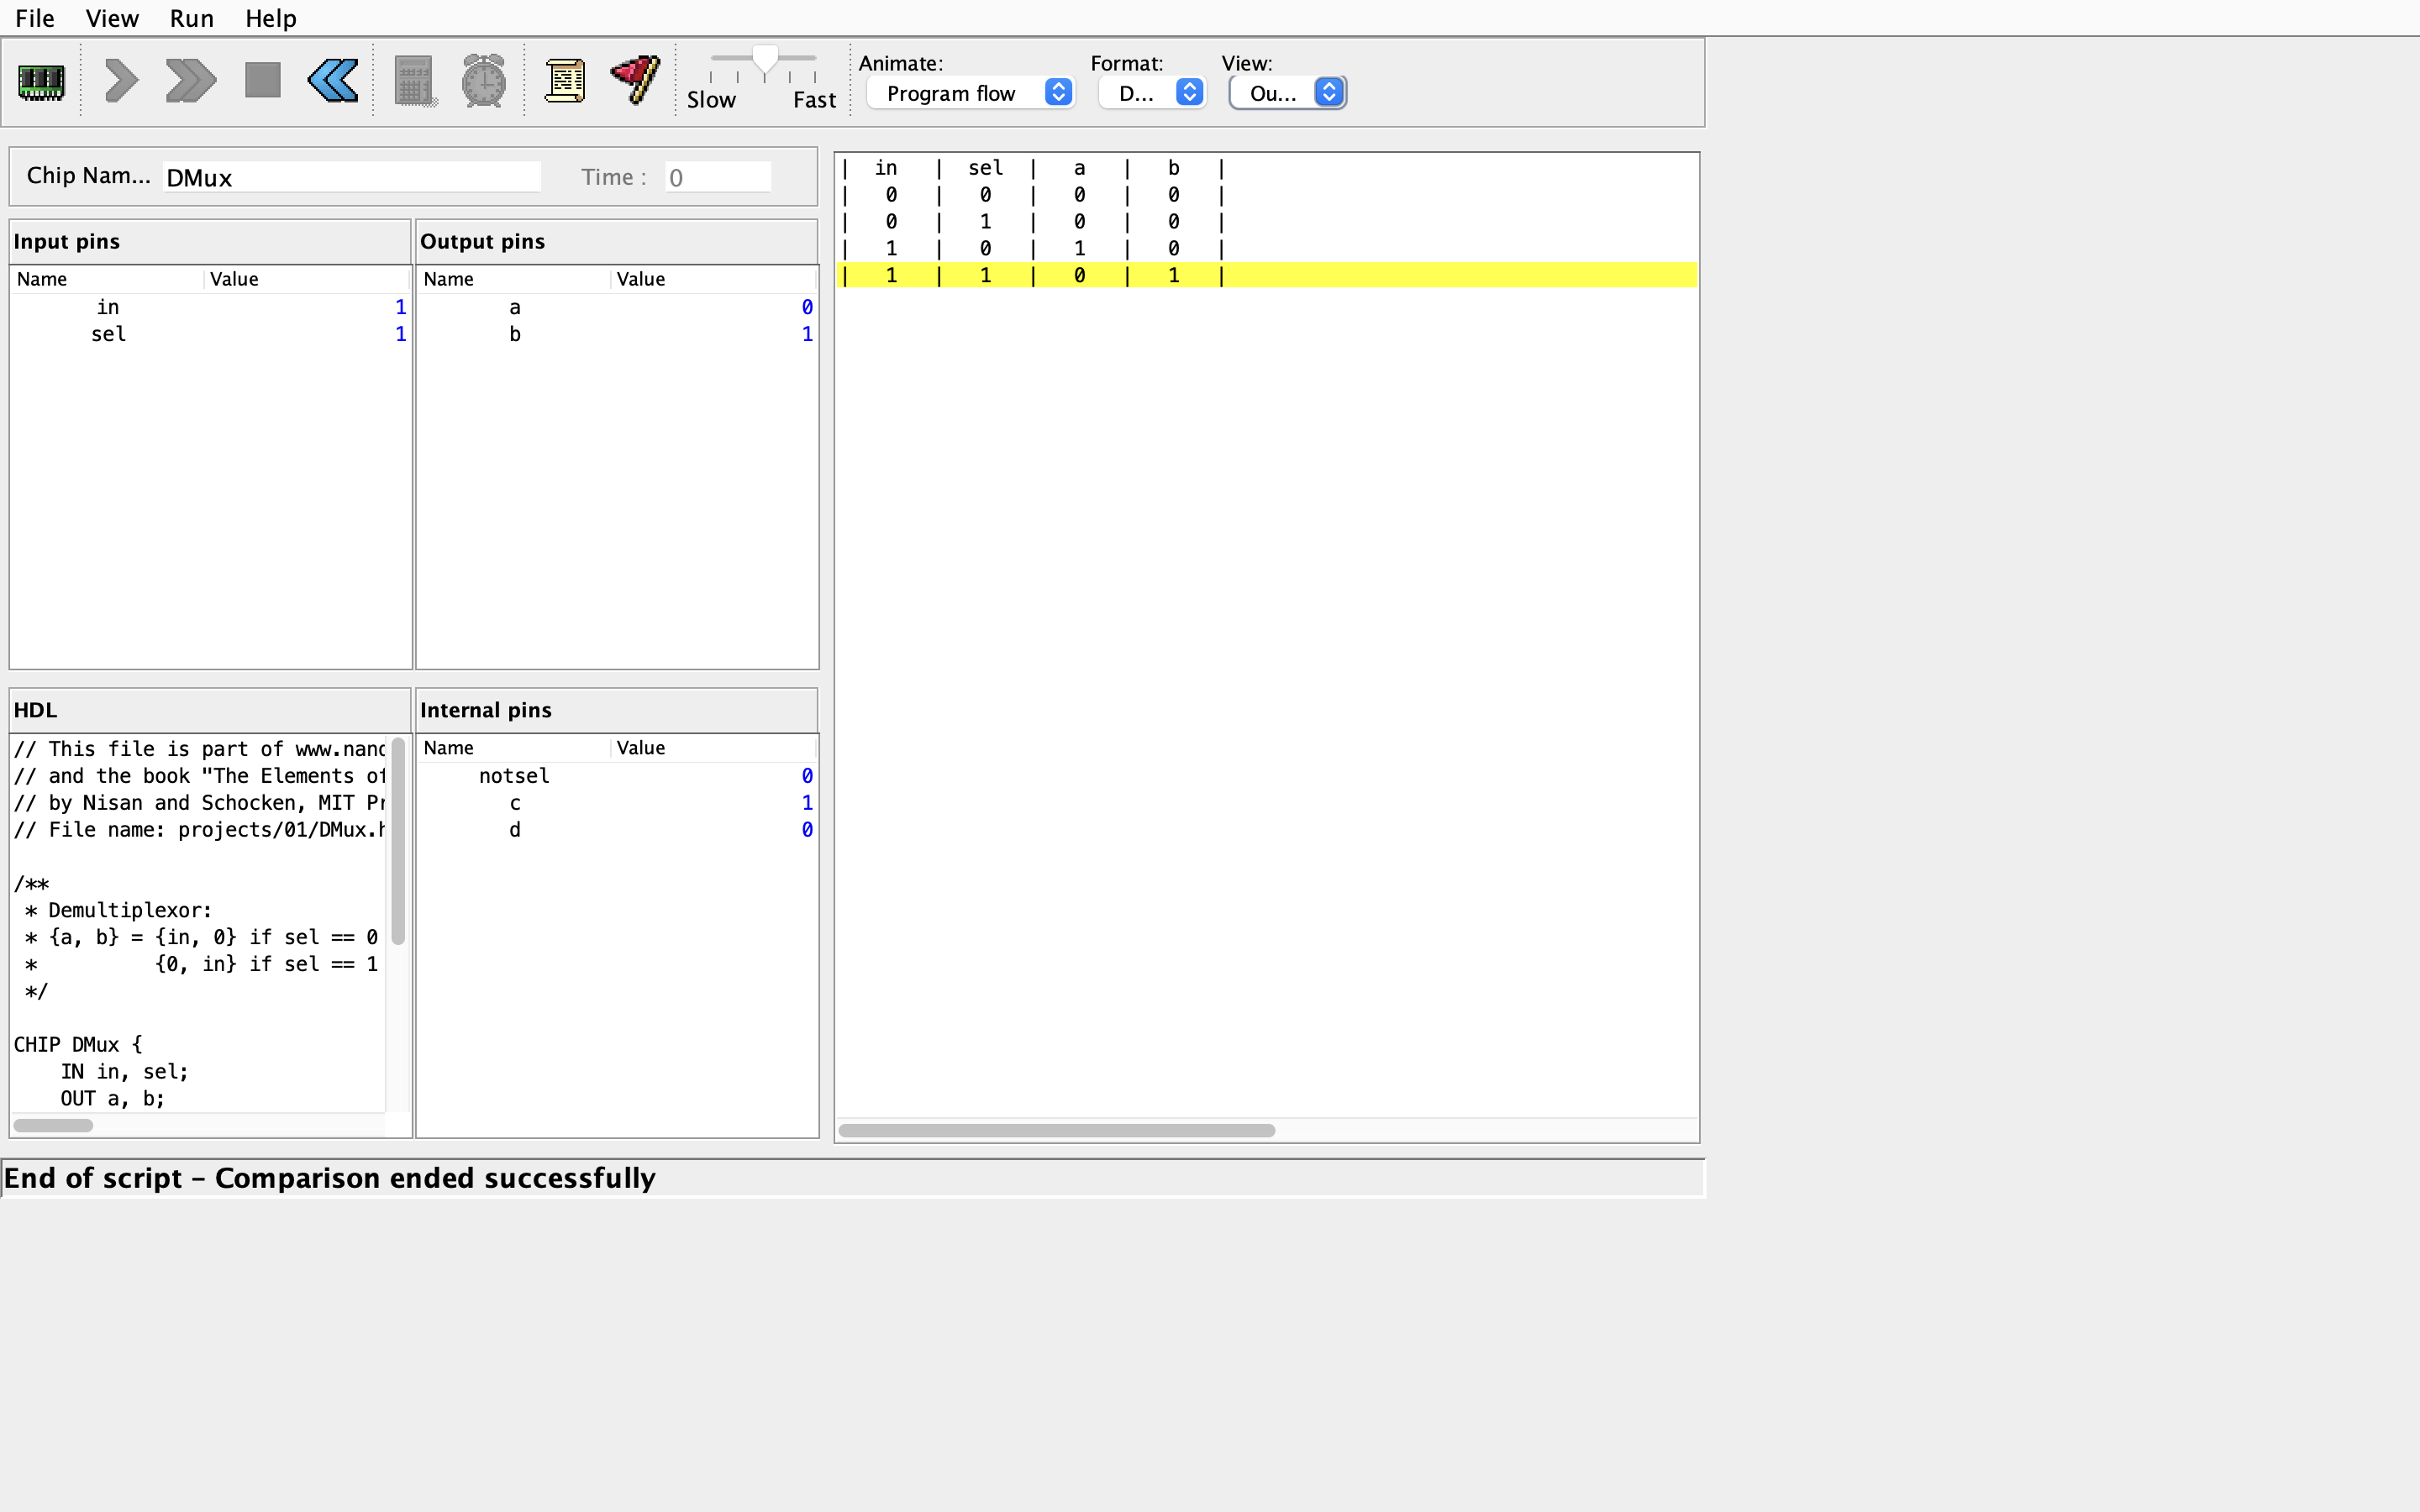 File View Run Help
Slow Fast
Animate: Format: View:
Program flow D... Ou...
Chip Nam... DMux Time : 0
Input pins Output pins
Name Value Name Value
in 1 a 0
sel 1 b 1
| in | sel | a | b |
| 0 | 0 | 0 | 0 |
| 0 | 1 | 0 | 0 |
| 1 | 0 | 1 | 0 |
| 1 | 1 | 0 | 1 |
HDL
// This file is part of www.nand
// and the book "The Elements of
// by Nisan and Schocken, MIT Pr
// File name: projects/01/DMux.h
/**
* Demultiplexor:
* {a, b} = {in, 0} if sel == 0
* {0, in} if sel == 1
*/
CHIP DMux {
IN in, sel;
OUT a, b;
Internal pins
Name Value
notsel 0
c 1
d 0
End of script – Comparison ended successfully